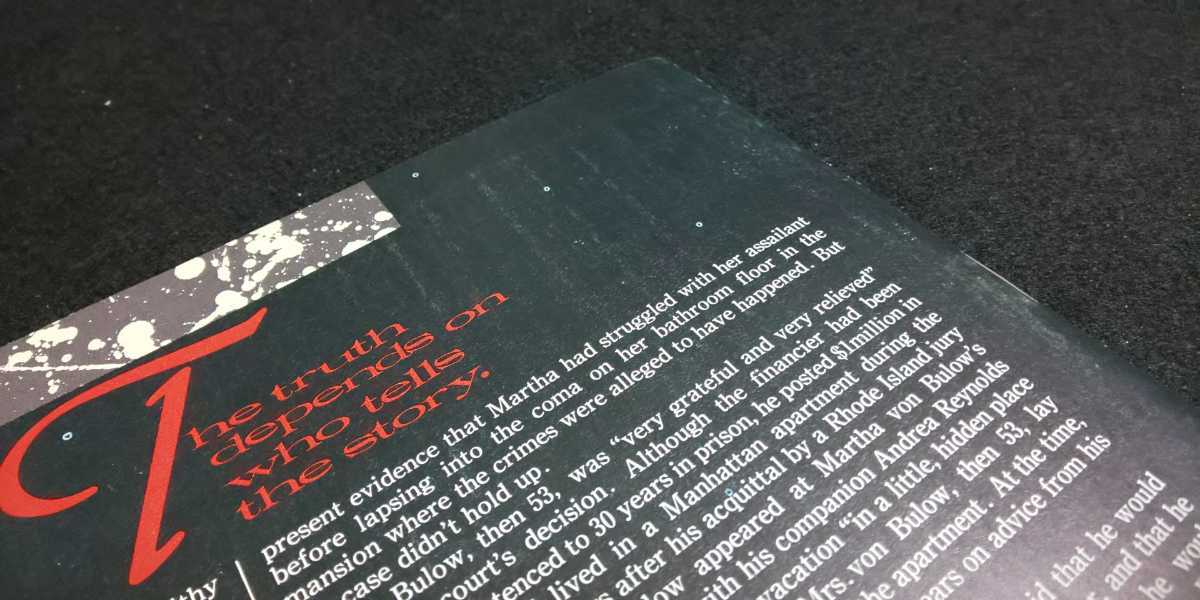 The truth
depends on
who tells
the story.
present evidence that Martha had struggled with her assailant
before lapsing into the coma on her bathroom floor in the
mansion where the crimes were alleged to have happened. But
case didn't hold up.
Bulow, then 53, was “very grateful and very relieved”
court's decision. Although the financier had been
tenced to 30 years in prison, he posted $1million in
lived in a Manhattan apartment during the
after his acquittal by a Rhode Island jury
low appeared at Martha von Bulow's
with his companion Andrea Reynolds
vacation “in a little, hidden place
Mrs. von Bulow, then 53, lay
he apartment. At the time,
ears on advice from his
id that he would
and that he
he
thy